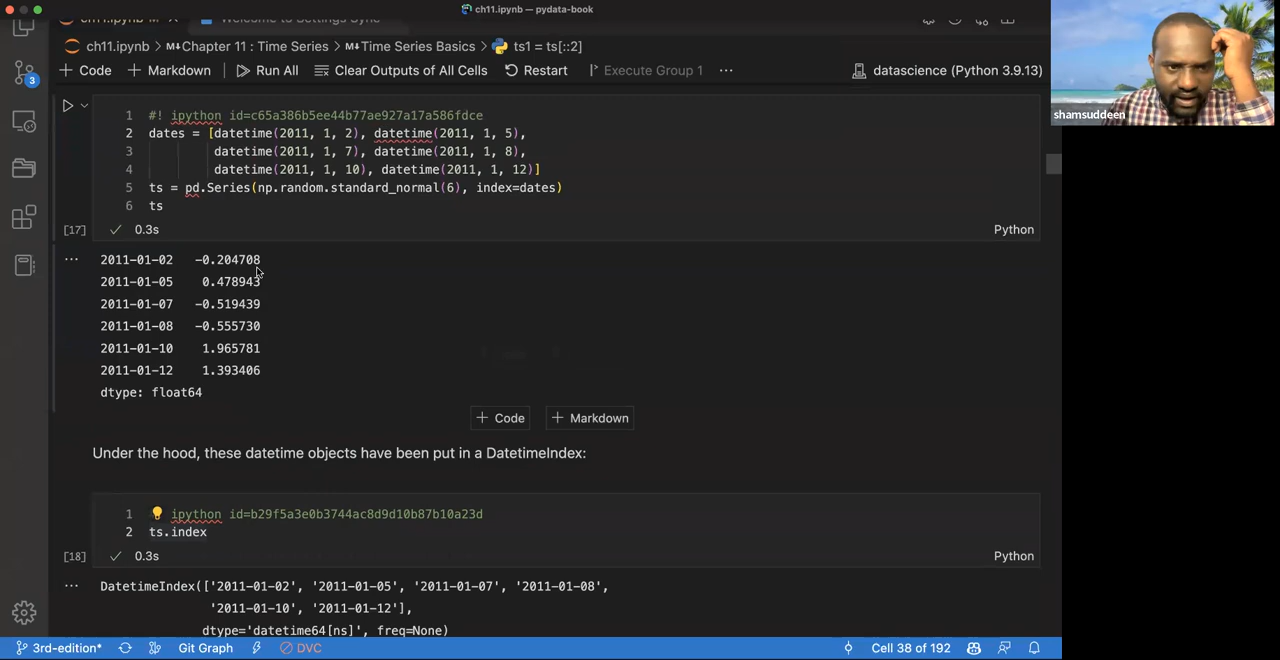 ch11.ipynb — pydata-book
ch11.ipynb M Welcome to Settings Sync
ch11.ipynb > M↓Chapter 11 : Time Series > M↓Time Series Basics > ts1 = ts[::2]
+ Code + Markdown Run All Clear Outputs of All Cells Restart Execute Group 1 ... datascience (Python 3.9.13)
shamsuddeen
3
1 #! ipython id=c65a386b5ee44b77ae927a17a586fdce
2 dates = [datetime(2011, 1, 2), datetime(2011, 1, 5),
3 datetime(2011, 1, 7), datetime(2011, 1, 8),
4 datetime(2011, 1, 10), datetime(2011, 1, 12)]
5 ts = pd.Series(np.random.standard_normal(6), index=dates)
6 ts
[17] ✓ 0.3s Python
... 2011-01-02 -0.204708
2011-01-05 0.478943
2011-01-07 -0.519439
2011-01-08 -0.555730
2011-01-10 1.965781
2011-01-12 1.393406
dtype: float64
+ Code + Markdown
Under the hood, these datetime objects have been put in a DatetimeIndex:
1 ipython id=b29f5a3e0b3744ac8d9d10b87b10a23d
2 ts.index
[18] ✓ 0.3s Python
... DatetimeIndex(['2011-01-02', '2011-01-05', '2011-01-07', '2011-01-08',
'2011-01-10', '2011-01-12'],
dtype='datetime64[ns]', freq=None)
3rd-edition* Git Graph DVC Cell 38 of 192